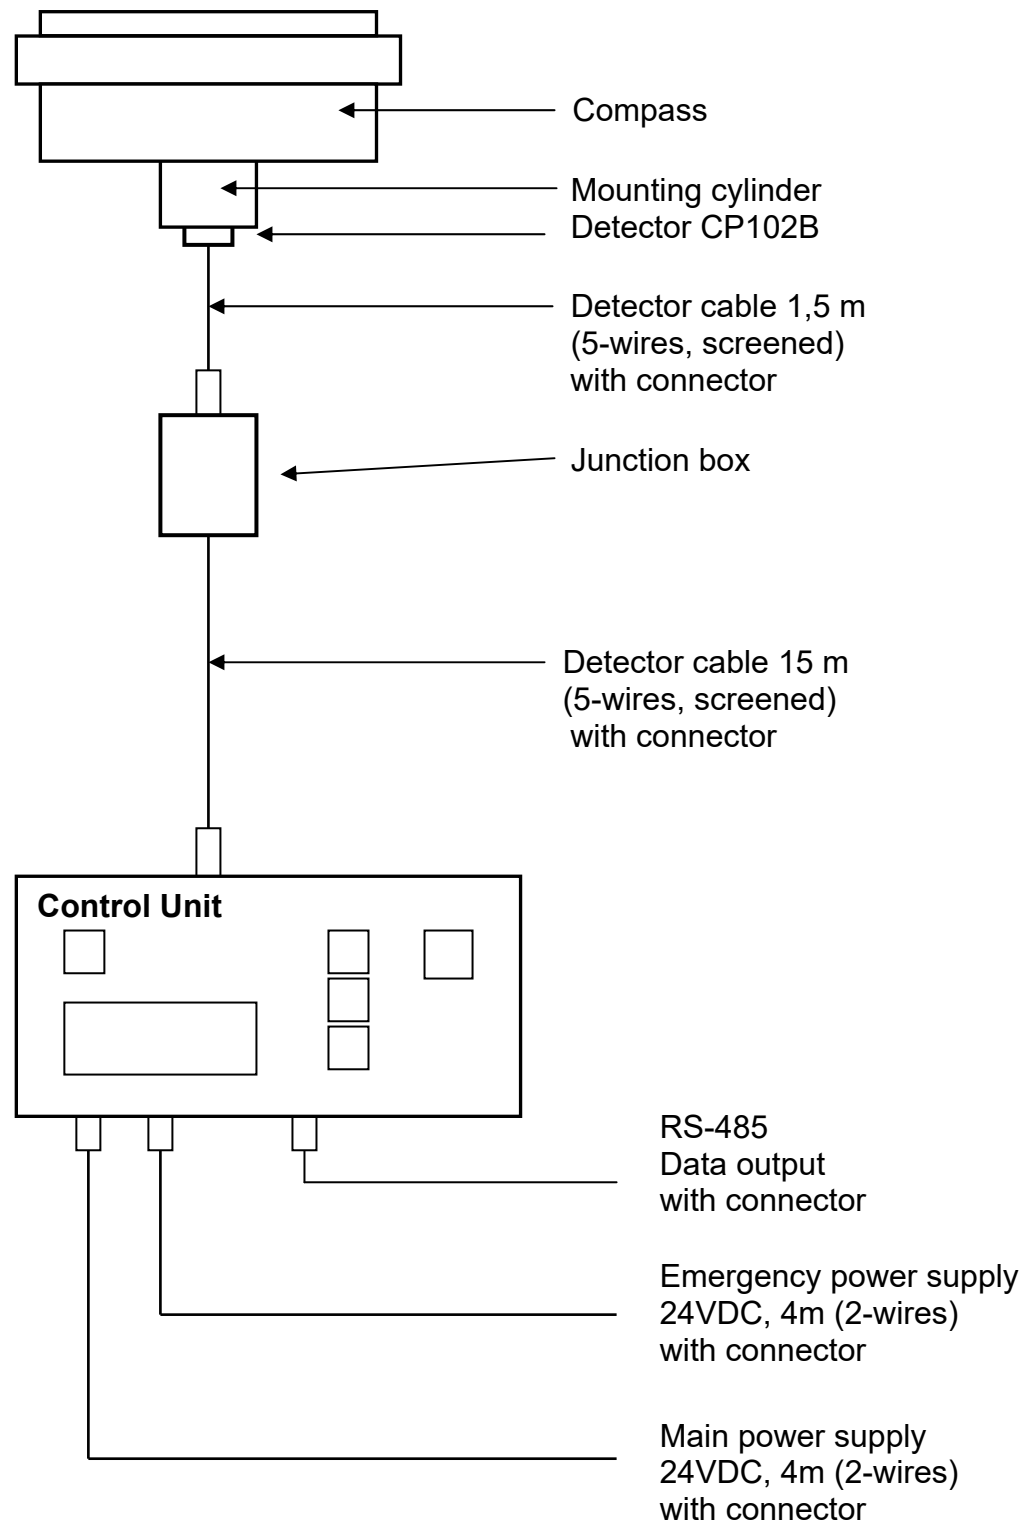 Compass
Mounting cylinder
Detector CP102B
Detector cable 1,5 m
(5-wires, screened)
with connector
Junction box
Detector cable 15 m
(5-wires, screened)
with connector
Control Unit
RS-485
Data output
with connector
Emergency power supply
24VDC, 4m (2-wires)
with connector
Main power supply
24VDC, 4m (2-wires)
with connector